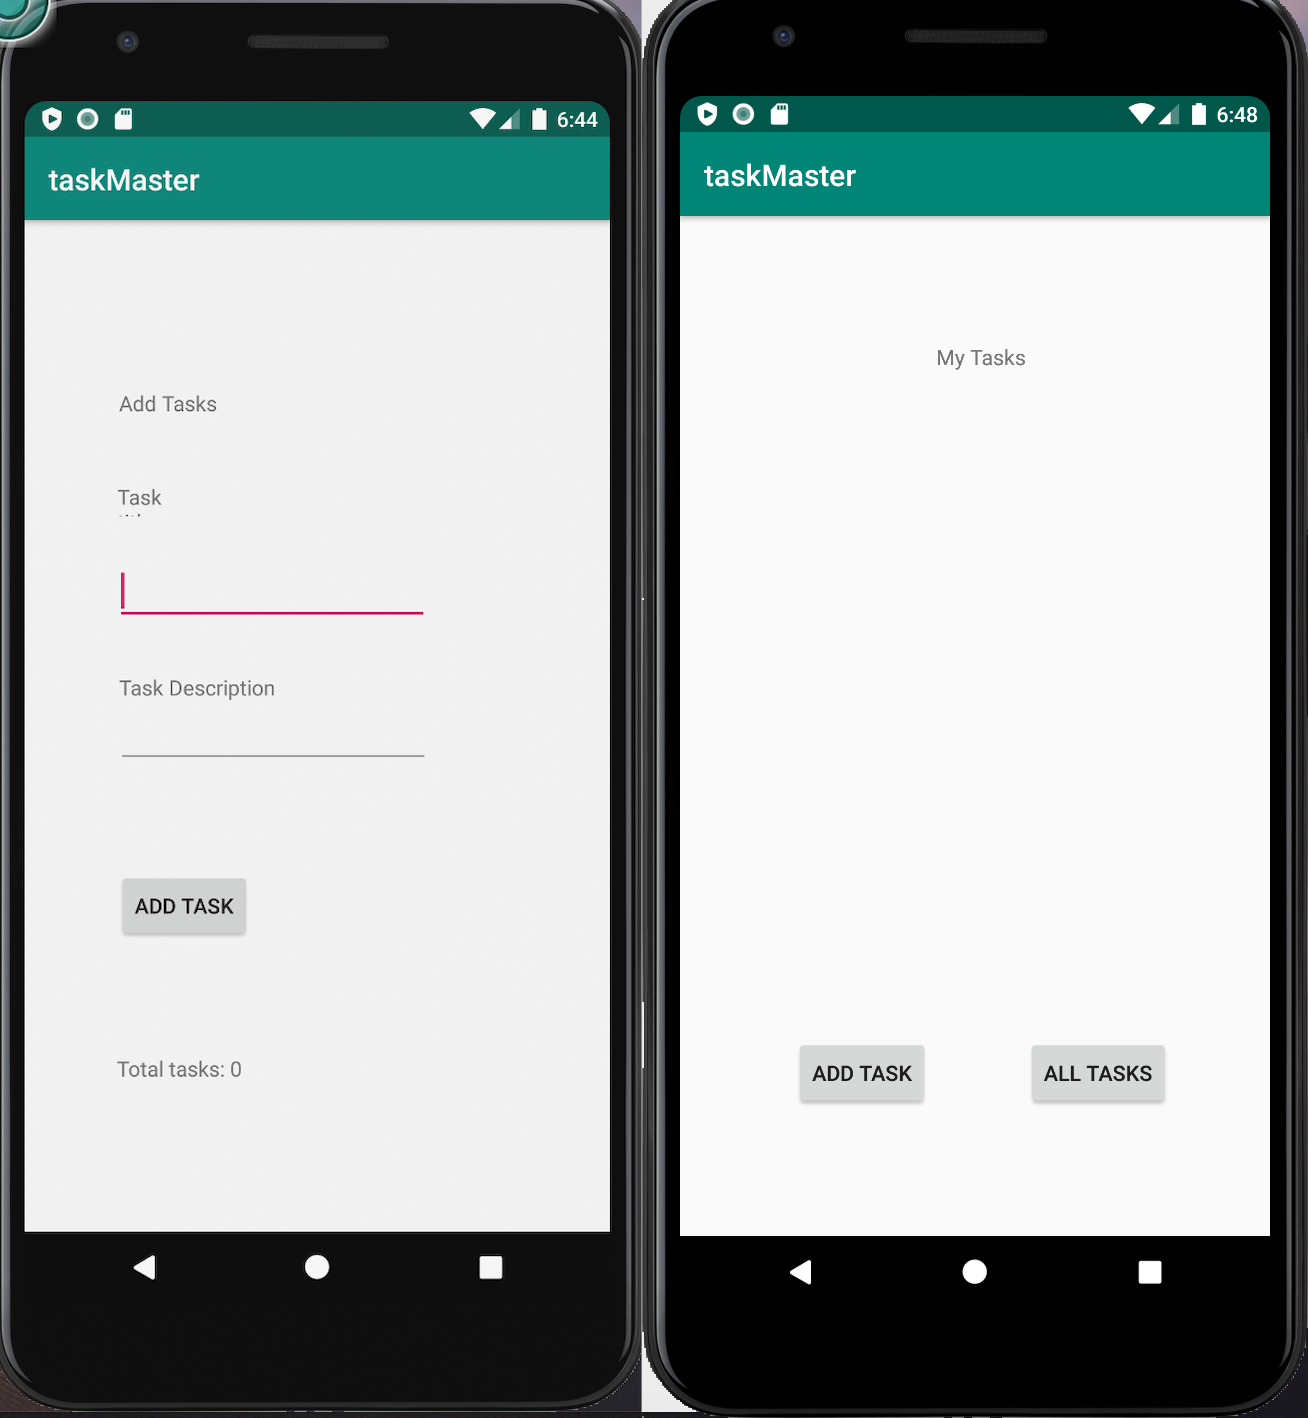 6:44
taskMaster
Add Tasks
Task
Task Description
ADD TASK
Total tasks: 0
6:48
taskMaster
My Tasks
ADD TASK
ALL TASKS